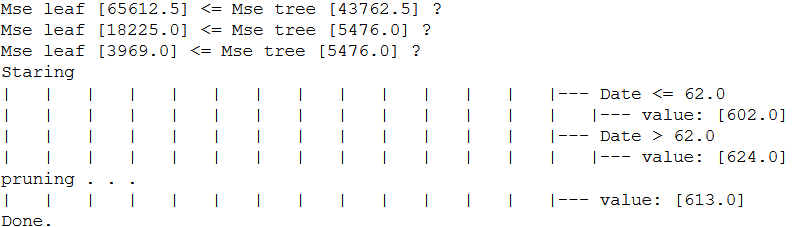 Mse leaf [65612.5] <= Mse tree [43762.5] ?
Mse leaf [18225.0] <= Mse tree [5476.0] ?
Mse leaf [3969.0] <= Mse tree [5476.0] ?
Staring
|   |   |   |   |   |   |   |   |   |   |   |   |   |--- Date <= 62.0
|   |   |   |   |   |   |   |   |   |   |   |   |   |   |--- value: [602.0]
|   |   |   |   |   |   |   |   |   |   |   |   |   |--- Date > 62.0
|   |   |   |   |   |   |   |   |   |   |   |   |   |   |--- value: [624.0]
pruning . . .
|   |   |   |   |   |   |   |   |   |   |   |   |   |--- value: [613.0]
Done.